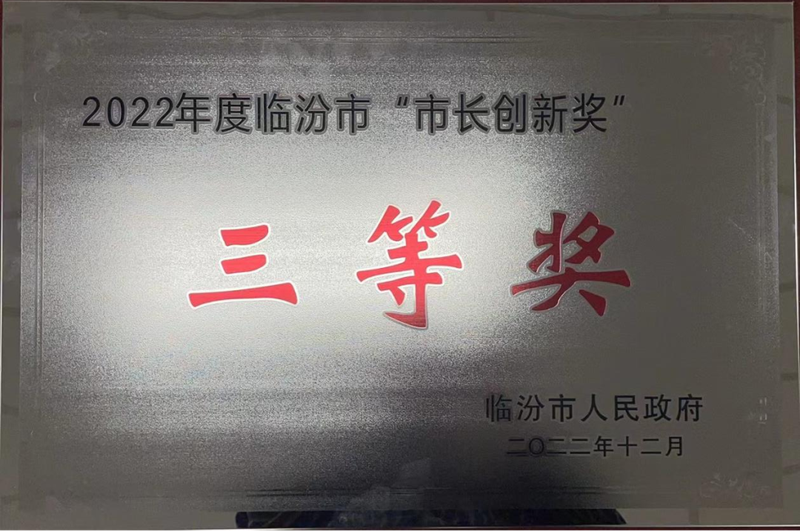 2022年度临汾市“市长创新奖”
三等奖
临汾市人民政府
二〇二二年十二月